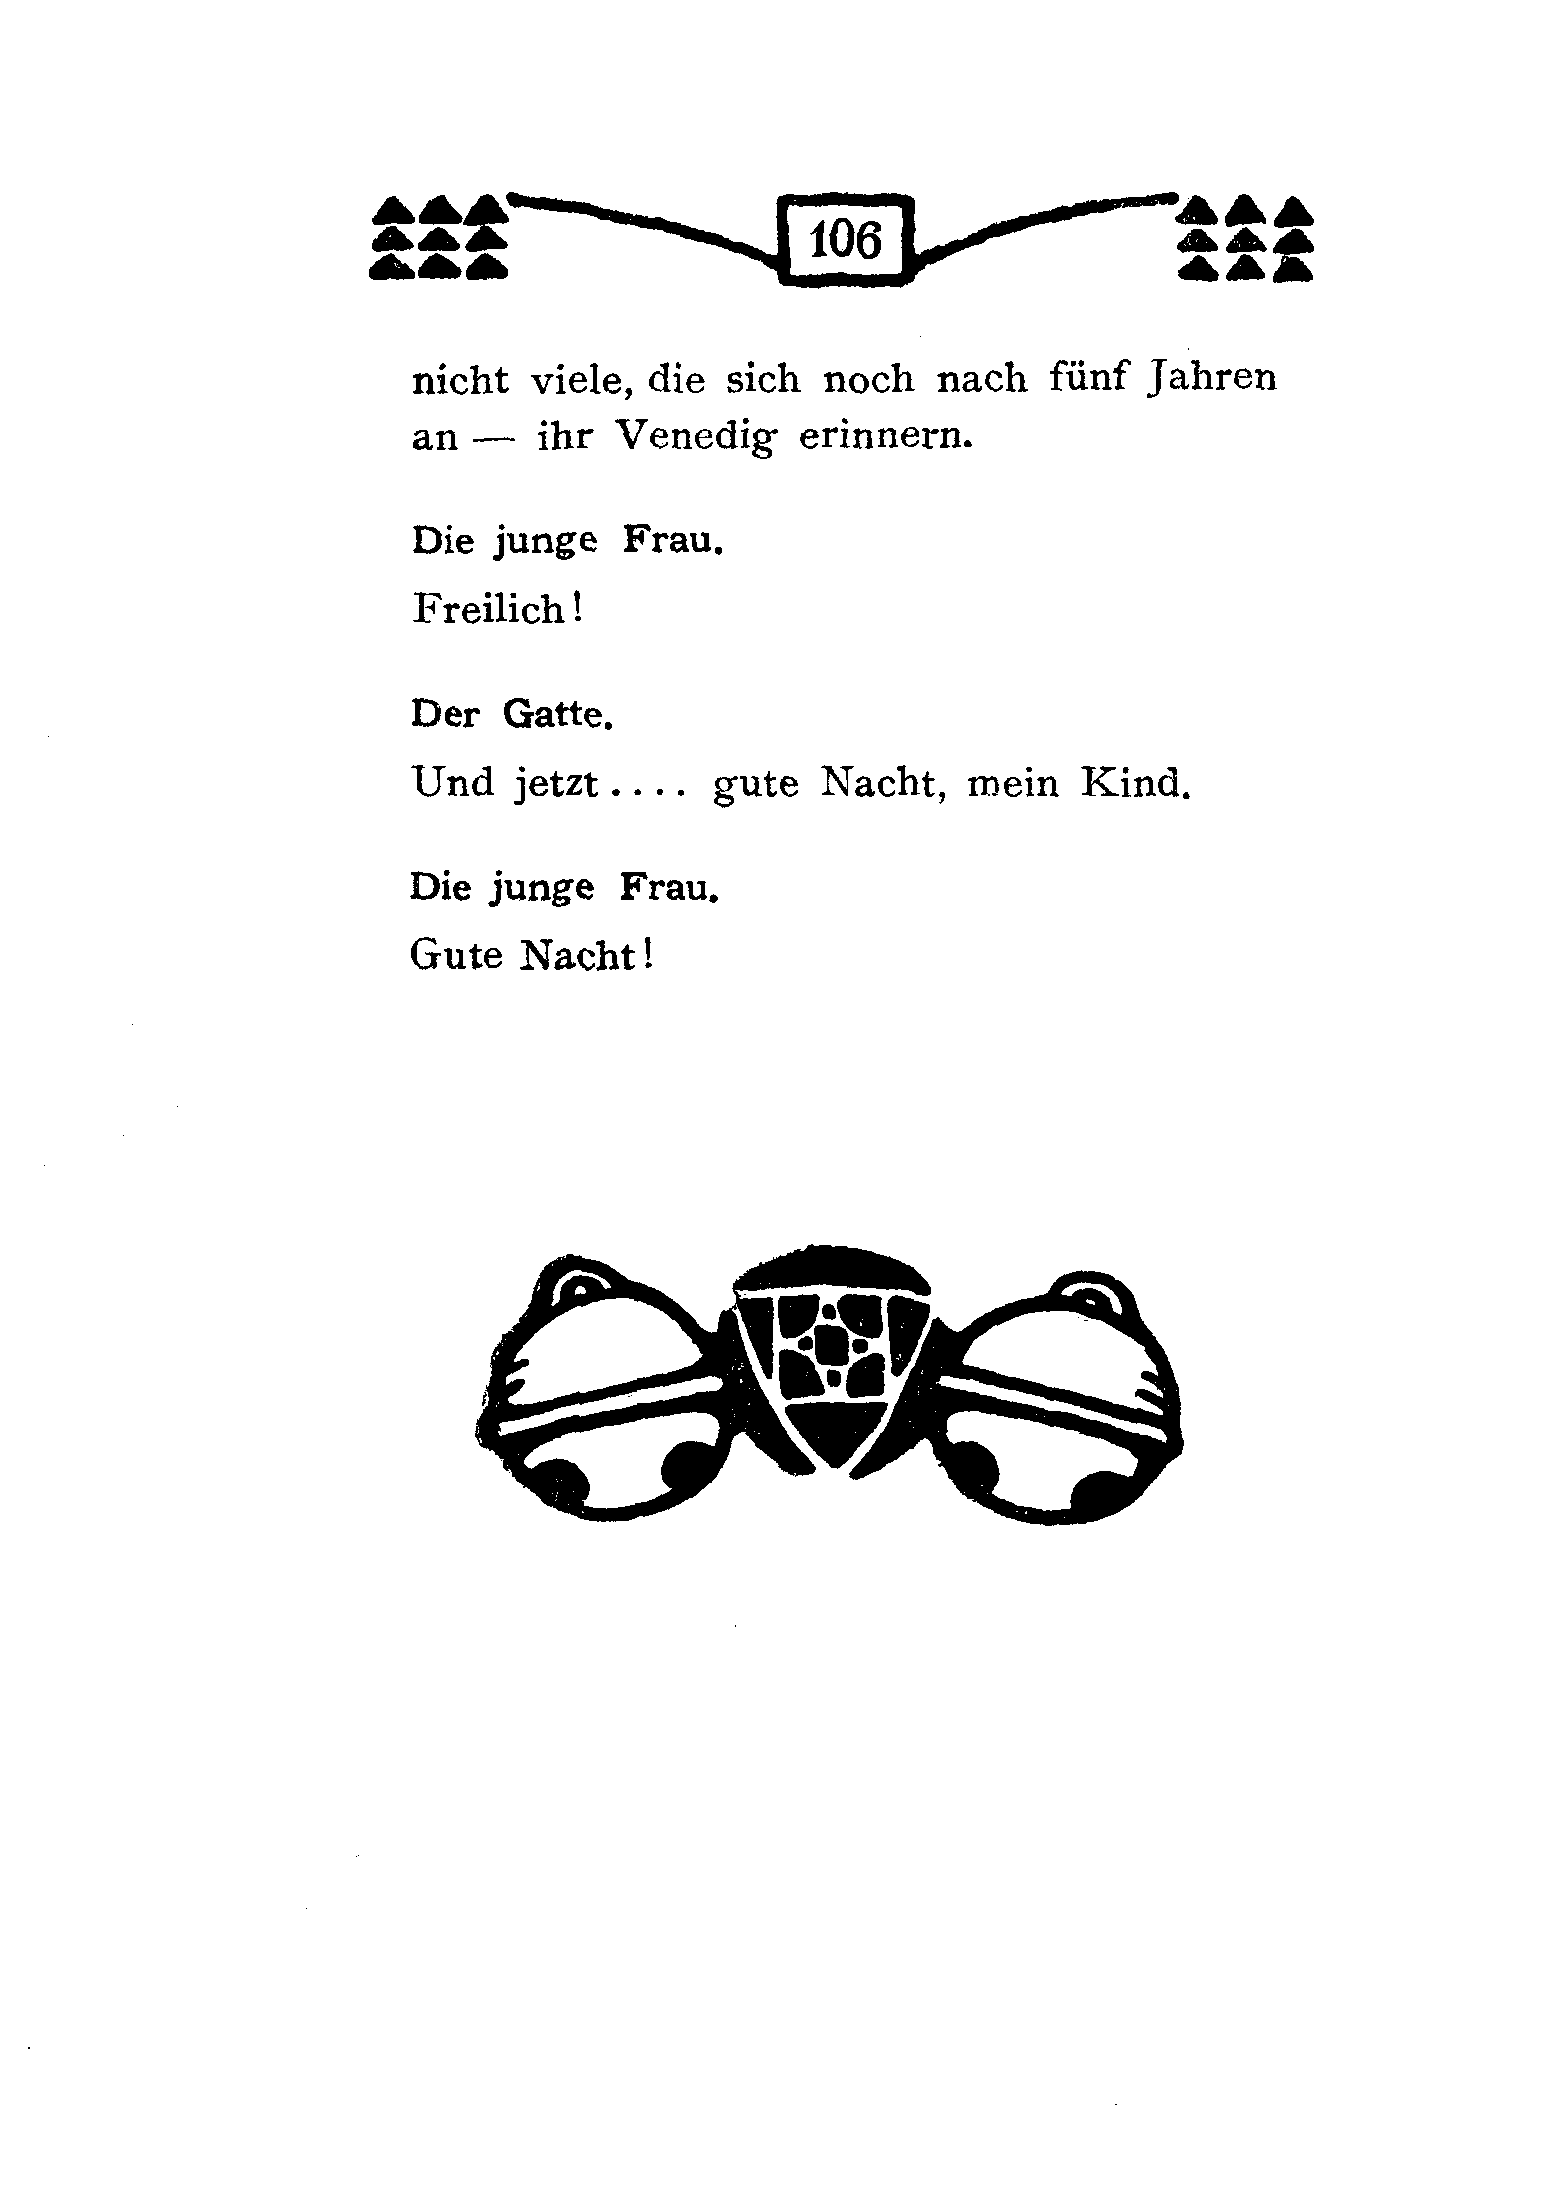 106
nicht viele, die sich noch nach fünf Jahren
an — ihr Venedig erinnern.
Die junge Frau.
Freilich!
Der Gatte.
Und jetzt.... gute Nacht, mein Kind.
Die junge Frau.
Gute Nacht!